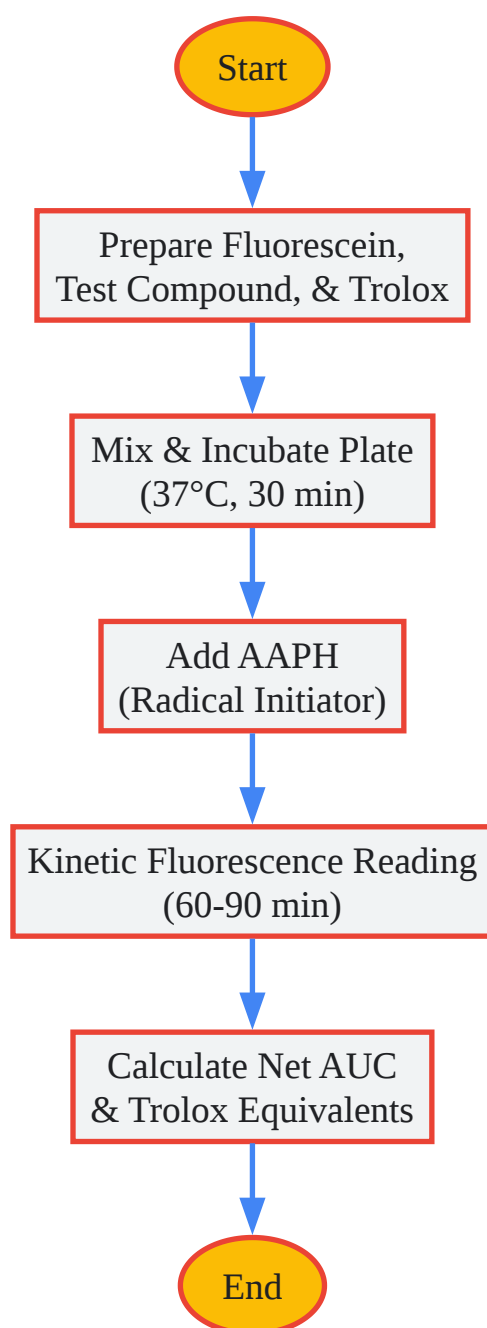 Start
Prepare Fluorescein,
Test Compound, & Trolox
Mix & Incubate Plate
(37°C, 30 min)
Add AAPH
(Radical Initiator)
Kinetic Fluorescence Reading
(60-90 min)
Calculate Net AUC
& Trolox Equivalents
End